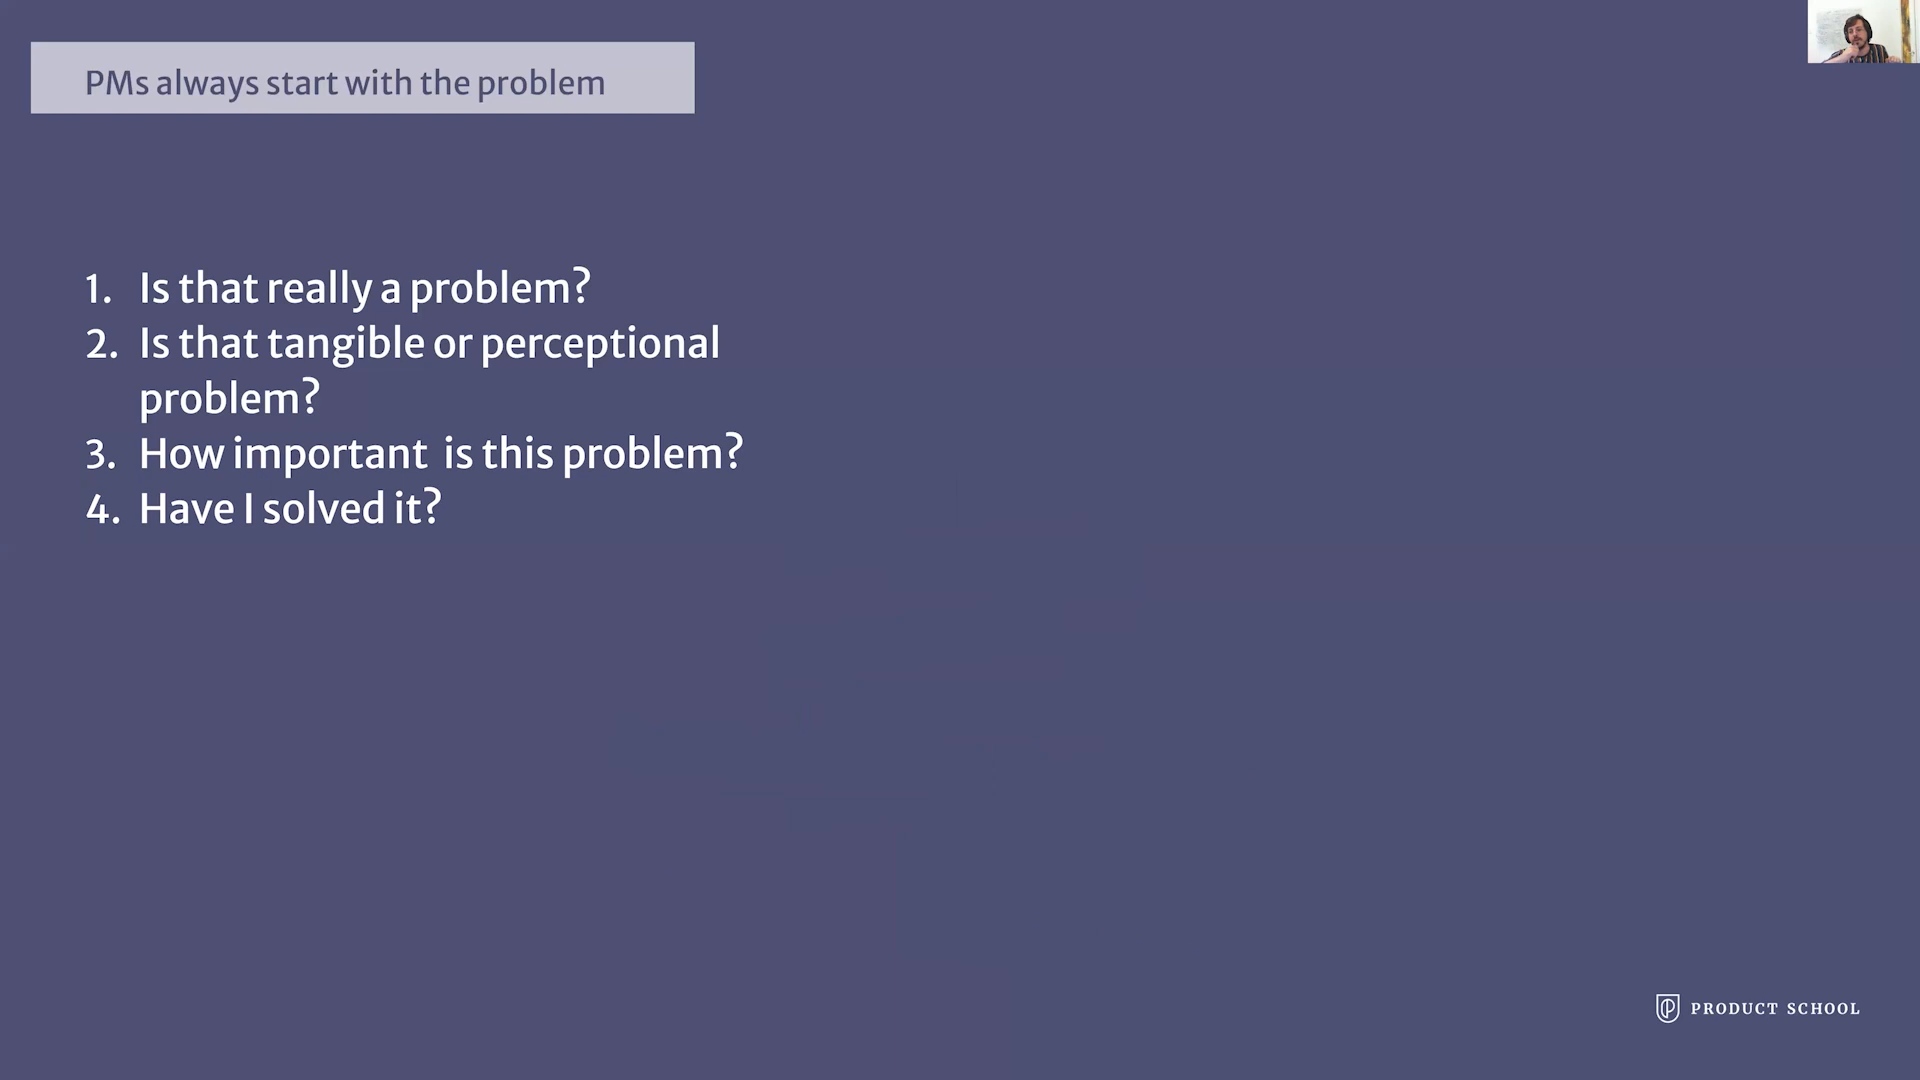 PMs always start with the problem
1. Is that really a problem?
2. Is that tangible or perceptional
problem?
3. How important  is this problem?
4. Have I solved it?
PRODUCT SCHOOL